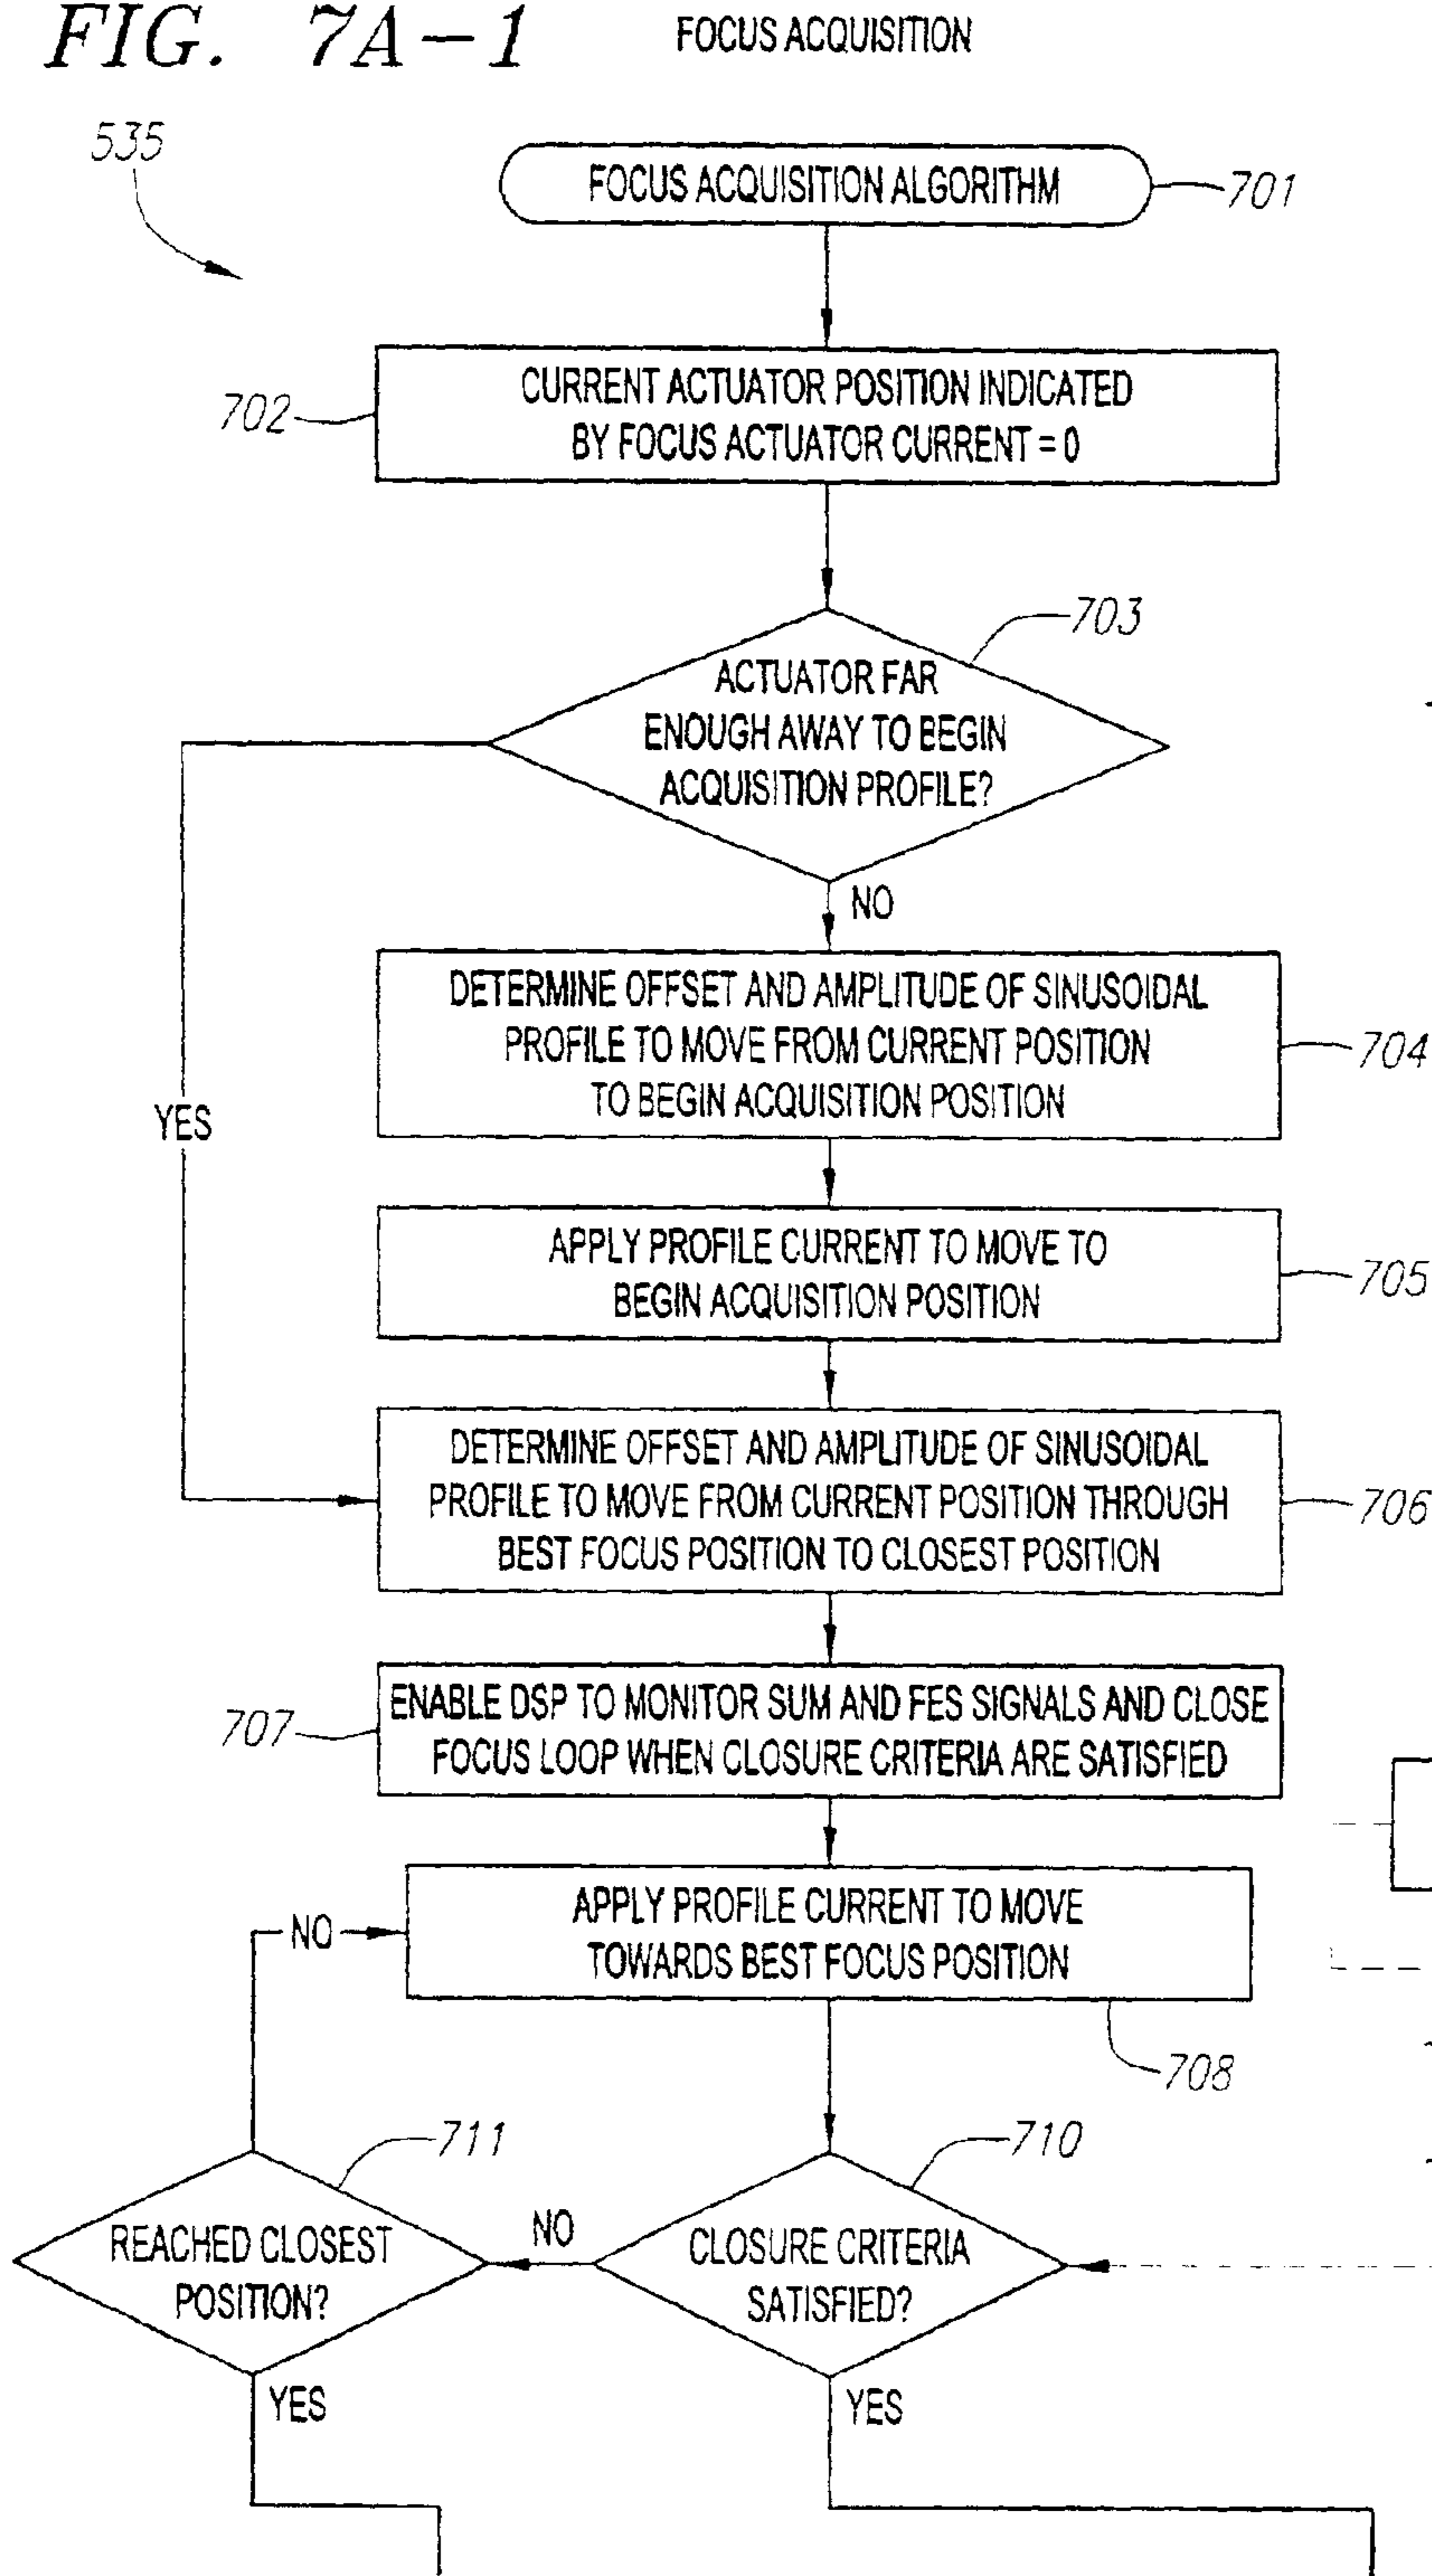 FIG. 7A-1
FOCUS ACQUISITION
535
FOCUS ACQUISITION ALGORITHM
701
CURRENT ACTUATOR POSITION INDICATED
BY FOCUS ACTUATOR CURRENT = 0
702
703
ACTUATOR FAR
ENOUGH AWAY TO BEGIN
ACQUISITION PROFILE?
NO
YES
DETERMINE OFFSET AND AMPLITUDE OF SINUSOIDAL
PROFILE TO MOVE FROM CURRENT POSITION
TO BEGIN ACQUISITION POSITION
704
APPLY PROFILE CURRENT TO MOVE TO
BEGIN ACQUISITION POSITION
705
DETERMINE OFFSET AND AMPLITUDE OF SINUSOIDAL
PROFILE TO MOVE FROM CURRENT POSITION THROUGH
BEST FOCUS POSITION TO CLOSEST POSITION
706
ENABLE DSP TO MONITOR SUM AND FES SIGNALS AND CLOSE
FOCUS LOOP WHEN CLOSURE CRITERIA ARE SATISFIED
707
APPLY PROFILE CURRENT TO MOVE
TOWARDS BEST FOCUS POSITION
NO
708
711
710
REACHED CLOSEST
POSITION?
NO
CLOSURE CRITERIA
SATISFIED?
YES
YES